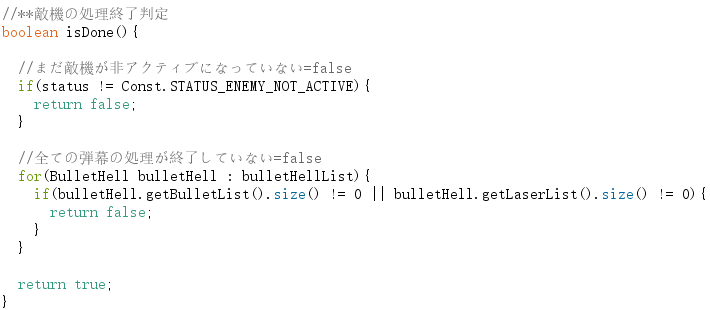 //**敵機の処理終了判定
boolean isDone(){
//まだ敵機が非アクティブになっていない=false
if(status != Const.STATUS_ENEMY_NOT_ACTIVE){
return false;
}
//全ての弾幕の処理が終了していない=false
for(BulletHell bulletHell : bulletHellList){
if(bulletHell.getBulletList().size() != 0 || bulletHell.getLaserList().size() != 0){
return false;
}
}
return true;
}